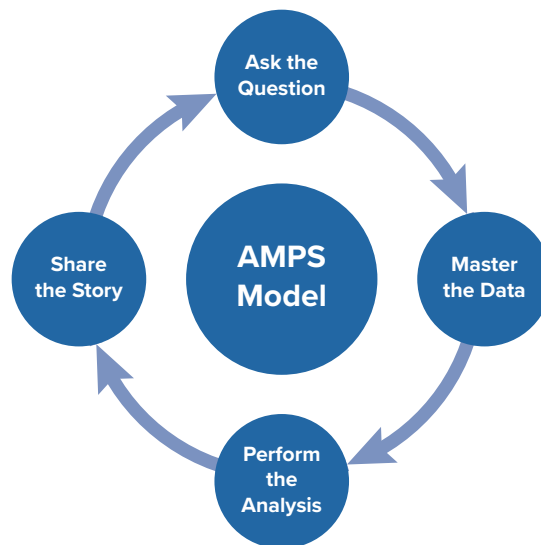 Ask the
Question
Master
the Data
Perform
the
Analysis
Share
the Story
AMPS
Model